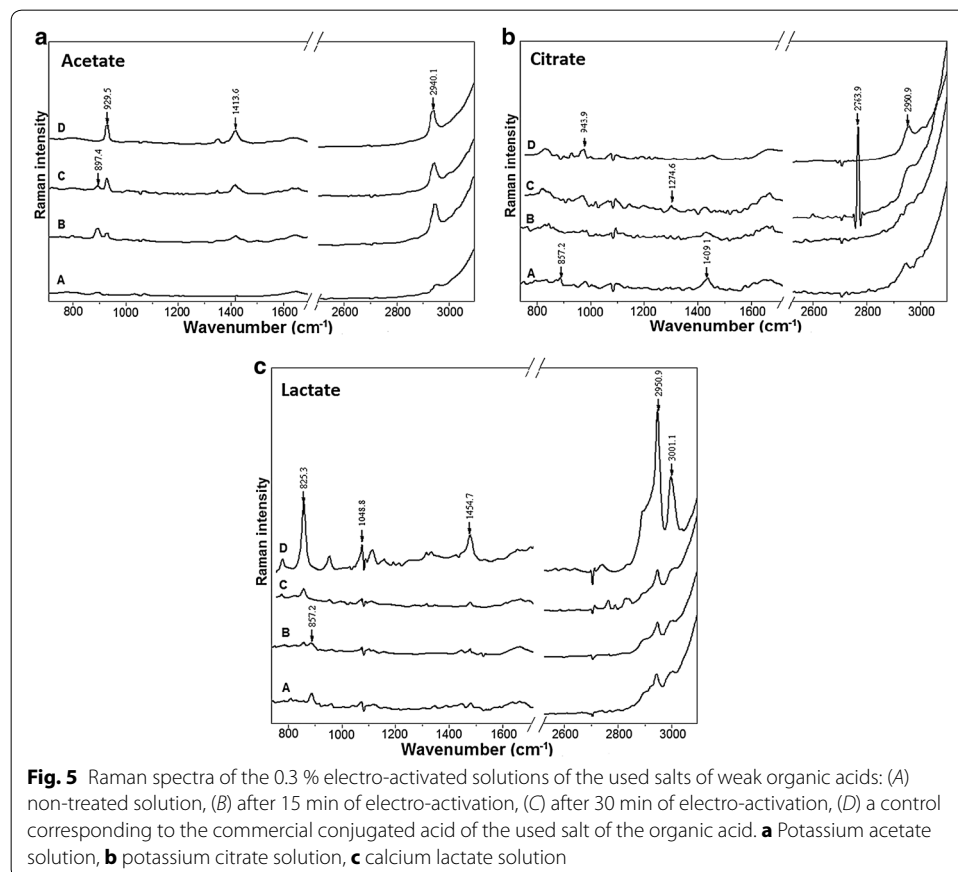 a
Acetate
Raman intensity
929.5
1413.6
2940.1
D
897.4
C
B
A
800 1000 1200 1400 1600 2600 2800 3000
Wavenumber (cm-1)
b
Citrate
Raman intensity
943.9
2763.9
2950.9
D
1274.6
C
B
857.2
1409.1
A
800 1000 1200 1400 1600 2600 2800 3000
Wavenumber (cm-1)
c
Lactate
Raman intensity
825.3
1048.8
1454.7
2950.9
3001.1
D
C
857.2
B
A
800 1000 1200 1400 1600 2600 2800 3000
Wavenumber (cm-1)
Fig. 5 Raman spectra of the 0.3 % electro-activated solutions of the used salts of weak organic acids: (A)
non-treated solution, (B) after 15 min of electro-activation, (C) after 30 min of electro-activation, (D) a control
corresponding to the commercial conjugated acid of the used salt of the organic acid. a Potassium acetate
solution, b potassium citrate solution, c calcium lactate solution